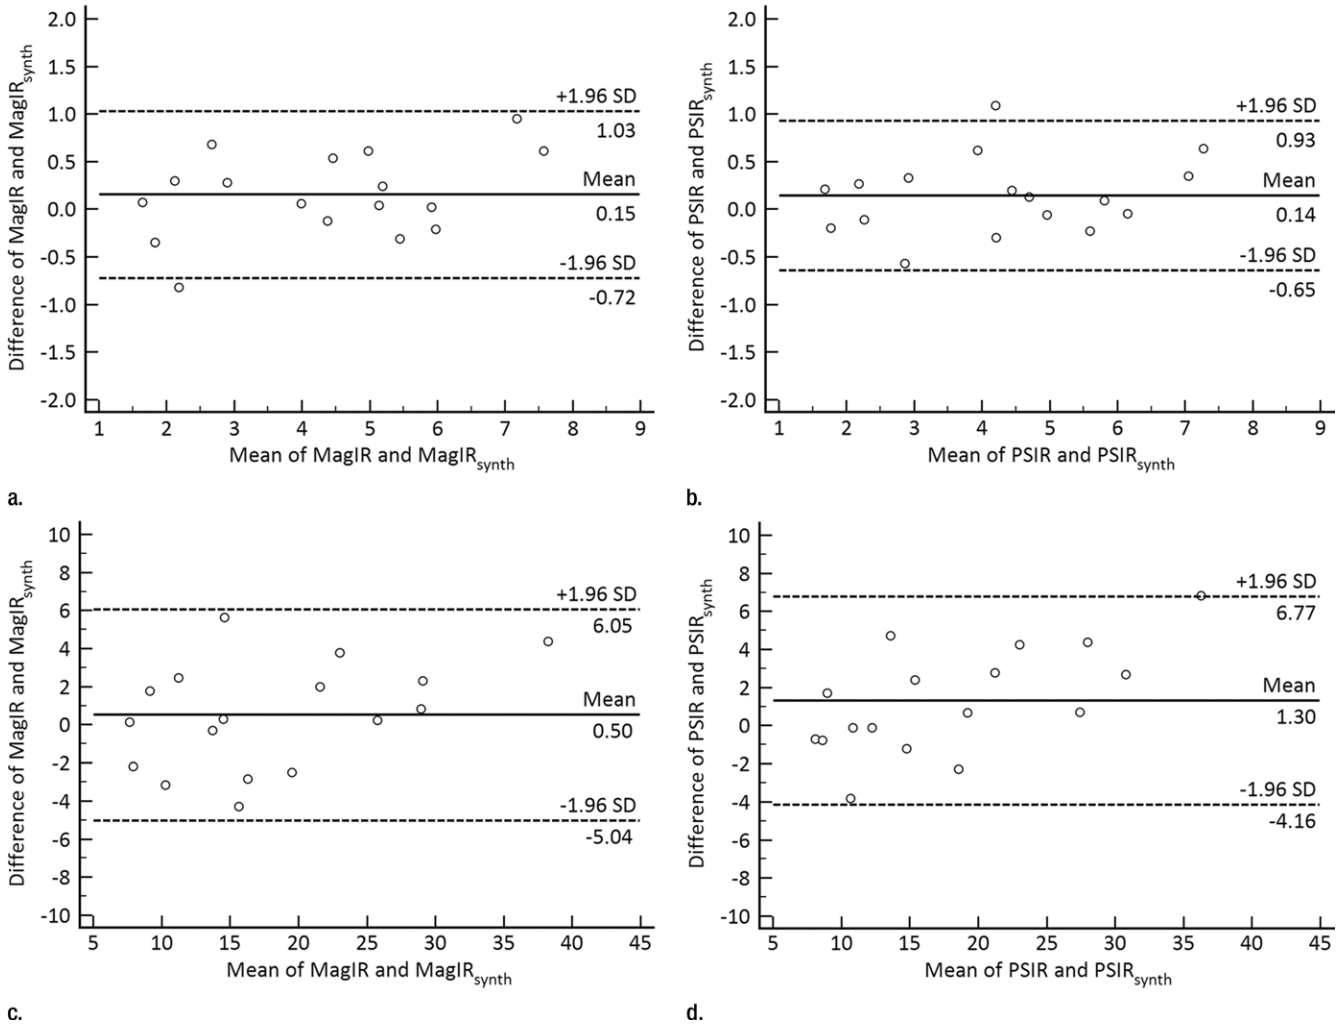 Difference of MagIR and MagIRsynth
2.0
1.5
1.0
0.5
0.0
-0.5
-1.0
-1.5
-2.0
+1.96 SD
1.03
Mean
0.15
-1.96 SD
-0.72
1 2 3 4 5 6 7 8 9
Mean of MagIR and MagIRsynth
a.
Difference of PSIR and PSIRsynth
2.0
1.5
1.0
0.5
0.0
-0.5
-1.0
-1.5
-2.0
+1.96 SD
0.93
Mean
0.14
-1.96 SD
-0.65
1 2 3 4 5 6 7 8 9
Mean of PSIR and PSIRsynth
b.
Difference of MagIR and MagIRsynth
10
8
6
4
2
0
-2
-4
-6
-8
-10
+1.96 SD
6.05
Mean
0.50
-1.96 SD
-5.04
5 10 15 20 25 30 35 40 45
Mean of MagIR and MagIRsynth
c.
Difference of PSIR and PSIRsynth
10
8
6
4
2
0
-2
-4
-6
-8
-10
+1.96 SD
6.77
Mean
1.30
-1.96 SD
-4.16
5 10 15 20 25 30 35 40 45
Mean of PSIR and PSIRsynth
d.